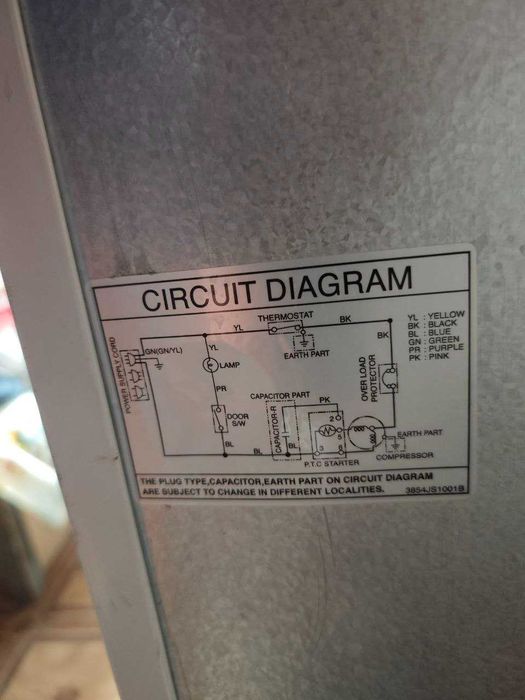 CIRCUIT DIAGRAM
THERMOSTAT
YL
BK
EARTH PART
BK
YL : YELLOW
BK : BLACK
BL : BLUE
GN : GREEN
PR : PURPLE
PK : PINK
POWER SUPPLY CORD
GN(GN/YL)
YL
LAMP
PR
DOOR
S/W
BL
OVER LOAD
PROTECTOR
CAPACITOR PART
CAPACITOR-R
PK
BL
BL
2
5
3
P.T.C STARTER
EARTH PART
COMPRESSOR
THE PLUG TYPE,CAPACITOR,EARTH PART ON CIRCUIT DIAGRAM
ARE SUBJECT TO CHANGE IN DIFFERENT LOCALITIES.
3854JS1001B